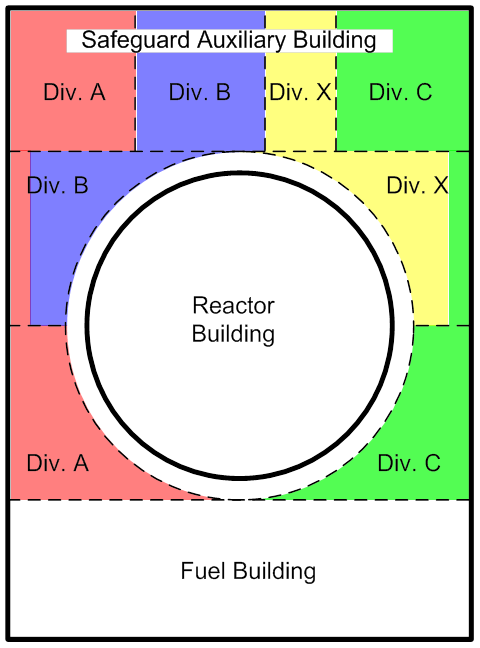 Safeguard Auxiliary Building
Div. A
Div. B
Div. X
Div. C
Div. B
Div. X
Reactor
Building
Div. A
Div. C
Fuel Building